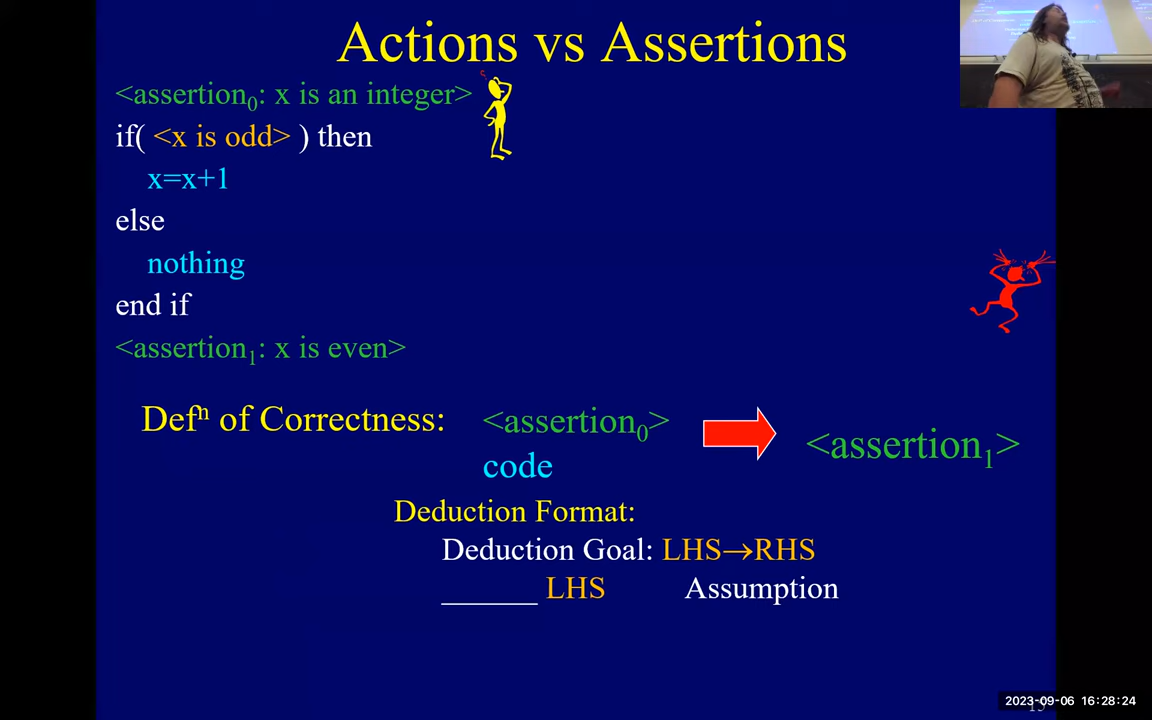 Actions vs Assertions
<assertion₀: x is an integer>
if( <x is odd> ) then
x=x+1
else
nothing
end if
<assertion₁: x is even>
Defⁿ of Correctness:
<assertion₀>
code
<assertion₁>
Deduction Format:
Deduction Goal: LHS→RHS
______ LHS Assumption
2023-09-06 16:28:24